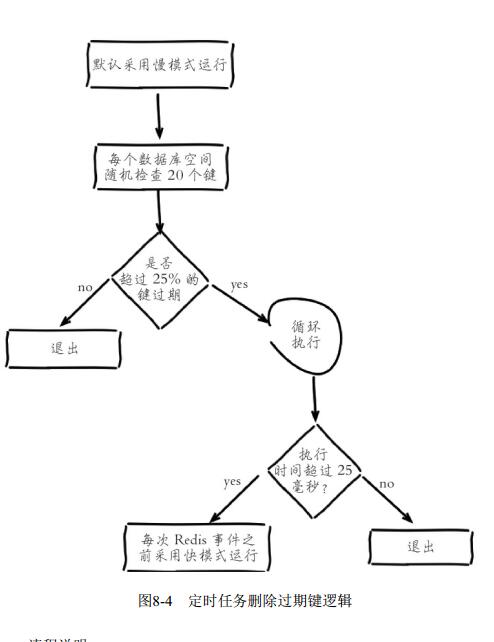 默认采用慢模式运行
每个数据库空间
随机检查 20 个键
是否
超过 25% 的
键过期
no
yes
退出
循环
执行
执行
时间超过 25
毫秒?
yes
no
每次 Redis 事件之
前采用快模式运行
退出
图8-4 定时任务删除过期键逻辑